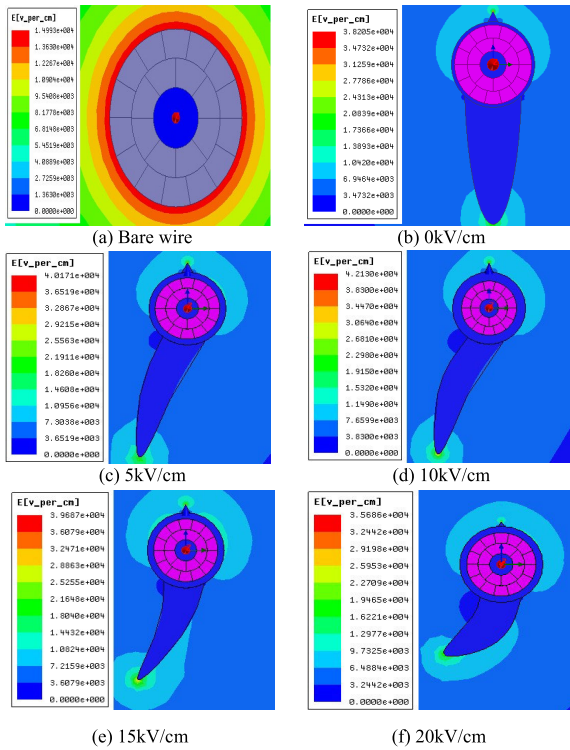 E[v_per_cm]
1.4993e+004
1.3630e+004
1.2267e+004
1.0904e+004
9.5408e+003
8.1778e+003
6.8148e+003
5.4519e+003
4.0889e+003
2.7259e+003
1.3630e+003
0.0000e+000
(a) Bare wire
E[v_per_cm]
3.8205e+004
3.4732e+004
3.1259e+004
2.7786e+004
2.4313e+004
2.0839e+004
1.7366e+004
1.3893e+004
1.0420e+004
6.9464e+003
3.4732e+003
0.0000e+000
(b) 0kV/cm
E[v_per_cm]
4.0171e+004
3.6519e+004
3.2867e+004
2.9215e+004
2.5563e+004
2.1911e+004
1.8260e+004
1.4608e+004
1.0956e+004
7.3038e+003
3.6519e+003
0.0000e+000
(c) 5kV/cm
E[v_per_cm]
4.2130e+004
3.8300e+004
3.4470e+004
3.0640e+004
2.6810e+004
2.2980e+004
1.9150e+004
1.5320e+004
1.1490e+004
7.6599e+003
3.8300e+003
0.0000e+000
(d) 10kV/cm
E[v_per_cm]
3.9687e+004
3.6079e+004
3.2471e+004
2.8863e+004
2.5255e+004
2.1648e+004
1.8040e+004
1.4432e+004
1.0824e+004
7.2159e+003
3.6079e+003
0.0000e+000
(e) 15kV/cm
E[v_per_cm]
3.5686e+004
3.2442e+004
2.9198e+004
2.5953e+004
2.2709e+004
1.9465e+004
1.6221e+004
1.2977e+004
9.7325e+003
6.4884e+003
3.2442e+003
0.0000e+000
(f) 20kV/cm